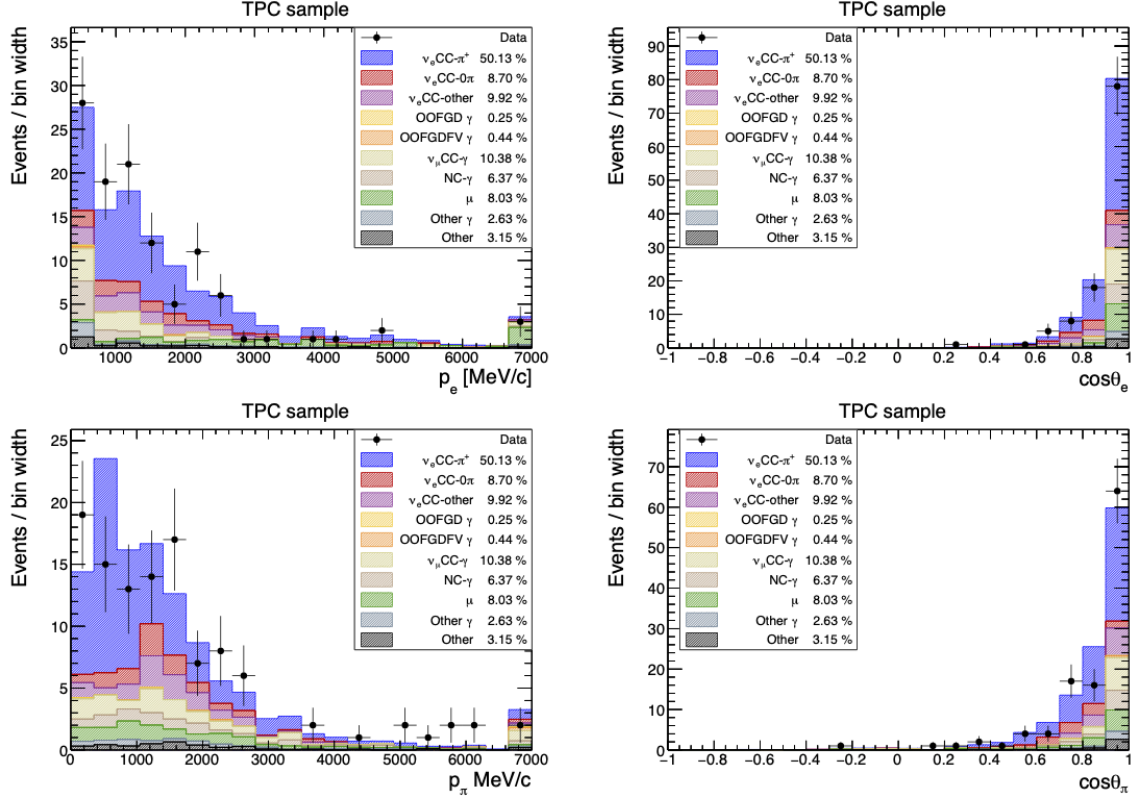 TPC sample
Events / bin width
35
30
25
20
15
10
5
0
Data
νₑCC-π⁺ 50.13 %
νₑCC-0π 8.70 %
νₑCC-other 9.92 %
OOFGD γ 0.25 %
OOFGDFV γ 0.44 %
ν_μCC-γ 10.38 %
NC-γ 6.37 %
μ 8.03 %
Other γ 2.63 %
Other 3.15 %
1000 2000 3000 4000 5000 6000 7000
pₑ [MeV/c]
TPC sample
Events / bin width
90
80
70
60
50
40
30
20
10
0
Data
νₑCC-π⁺ 50.13 %
νₑCC-0π 8.70 %
νₑCC-other 9.92 %
OOFGD γ 0.25 %
OOFGDFV γ 0.44 %
ν_μCC-γ 10.38 %
NC-γ 6.37 %
μ 8.03 %
Other γ 2.63 %
Other 3.15 %
−1 −0.8 −0.6 −0.4 −0.2 0 0.2 0.4 0.6 0.8 1
cosθₑ
TPC sample
Events / bin width
25
20
15
10
5
0
Data
νₑCC-π⁺ 50.13 %
νₑCC-0π 8.70 %
νₑCC-other 9.92 %
OOFGD γ 0.25 %
OOFGDFV γ 0.44 %
ν_μCC-γ 10.38 %
NC-γ 6.37 %
μ 8.03 %
Other γ 2.63 %
Other 3.15 %
0 1000 2000 3000 4000 5000 6000 7000
p_π MeV/c
TPC sample
Events / bin width
70
60
50
40
30
20
10
0
Data
νₑCC-π⁺ 50.13 %
νₑCC-0π 8.70 %
νₑCC-other 9.92 %
OOFGD γ 0.25 %
OOFGDFV γ 0.44 %
ν_μCC-γ 10.38 %
NC-γ 6.37 %
μ 8.03 %
Other γ 2.63 %
Other 3.15 %
−1 −0.8 −0.6 −0.4 −0.2 0 0.2 0.4 0.6 0.8 1
cosθ_π